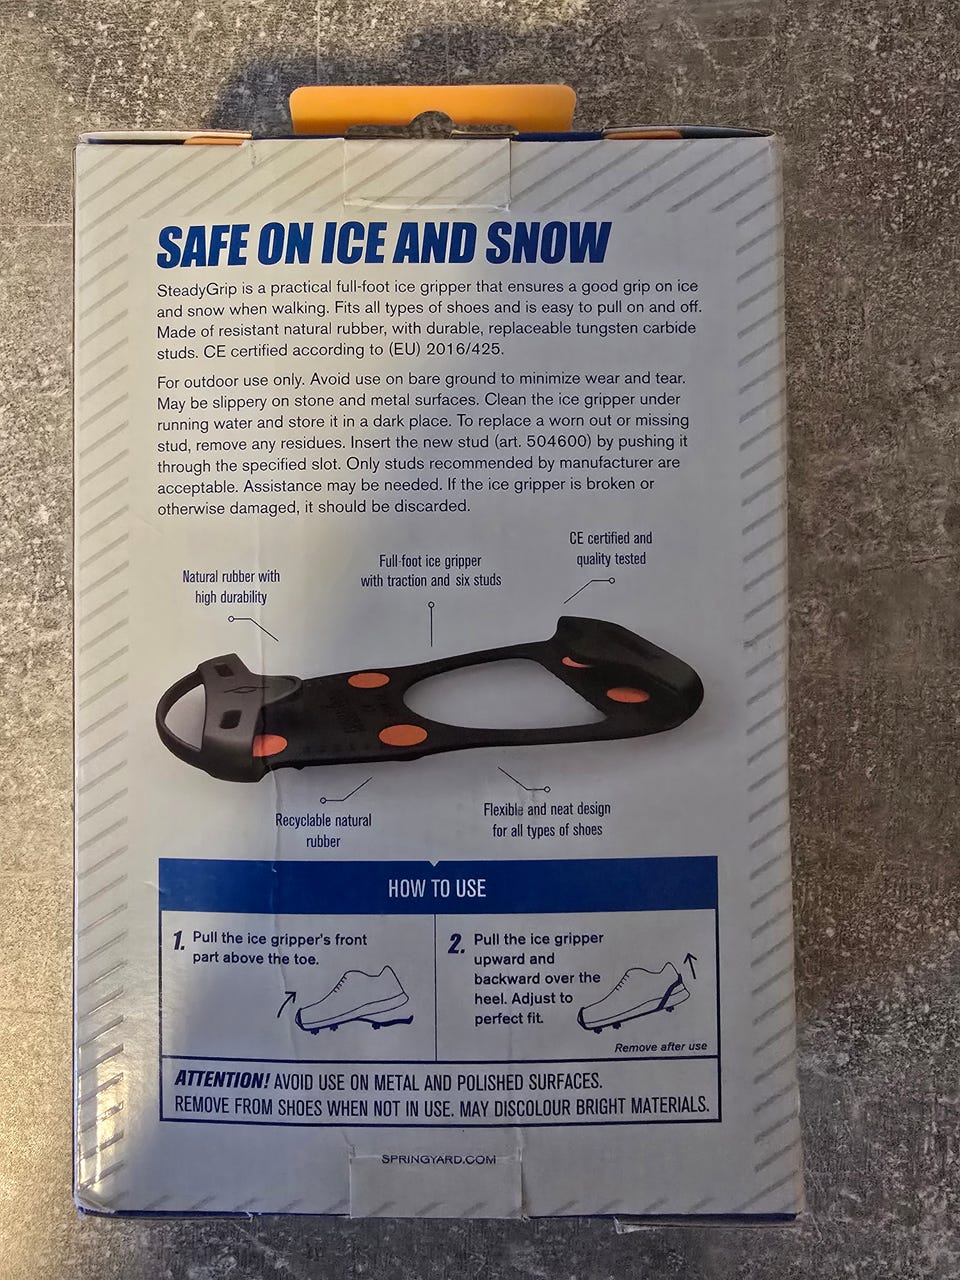 SAFE ON ICE AND SNOW
SteadyGrip is a practical full-foot ice gripper that ensures a good grip on ice
and snow when walking. Fits all types of shoes and is easy to pull on and off.
Made of resistant natural rubber, with durable, replaceable tungsten carbide
studs. CE certified according to (EU) 2016/425.
For outdoor use only. Avoid use on bare ground to minimize wear and tear.
May be slippery on stone and metal surfaces. Clean the ice gripper under
running water and store it in a dark place. To replace a worn out or missing
stud, remove any residues. Insert the new stud (art. 504600) by pushing it
through the specified slot. Only studs recommended by manufacturer are
acceptable. Assistance may be needed. If the ice gripper is broken or
otherwise damaged, it should be discarded.
Natural rubber with
high durability
Full-foot ice gripper
with traction and six studs
CE certified and
quality tested
Recyclable natural
rubber
Flexible and neat design
for all types of shoes
HOW TO USE
1. Pull the ice gripper's front
part above the toe.
2. Pull the ice gripper
upward and
backward over the
heel. Adjust to
perfect fit.
Remove after use
ATTENTION! AVOID USE ON METAL AND POLISHED SURFACES.
REMOVE FROM SHOES WHEN NOT IN USE. MAY DISCOLOUR BRIGHT MATERIALS.
SPRINGYARD.COM